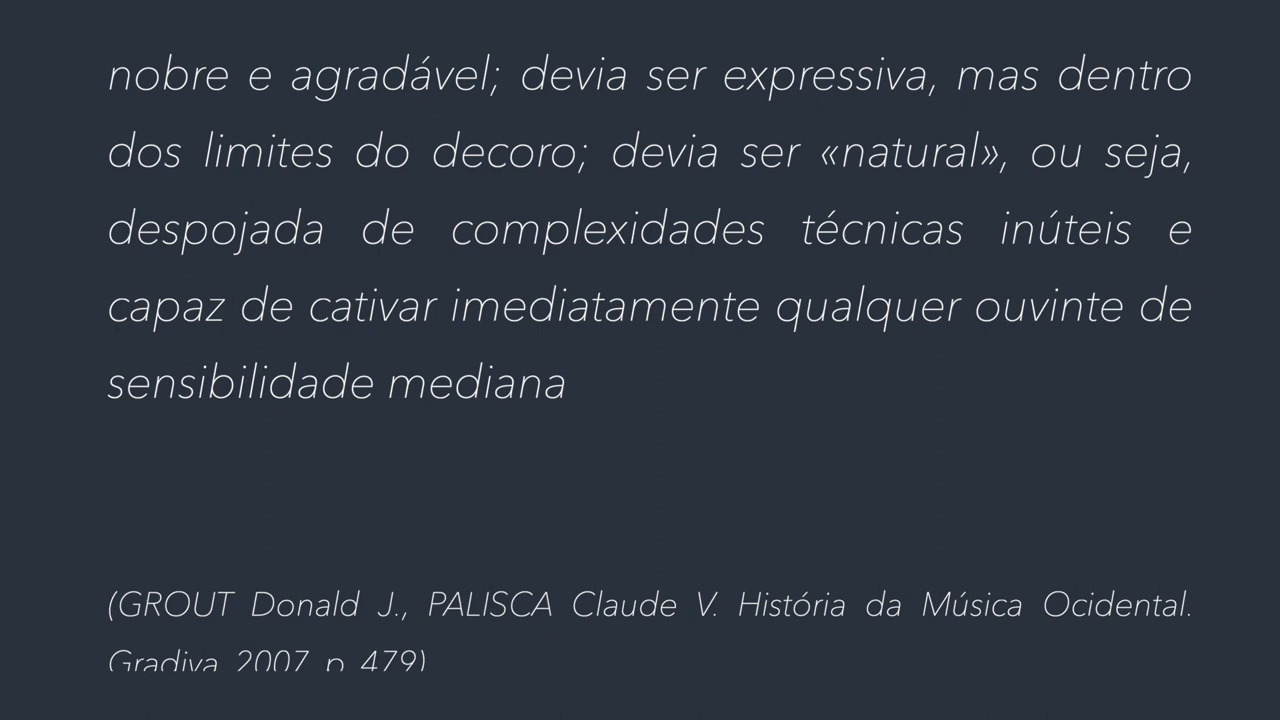 nobre e agradável; devia ser expressiva, mas dentro
dos limites do decoro; devia ser «natural», ou seja,
despojada de complexidades técnicas inúteis e
capaz de cativar imediatamente qualquer ouvinte de
sensibilidade mediana
(GROUT Donald J., PALISCA Claude V. História da Música Ocidental.
Gradiva 2007 p 479)